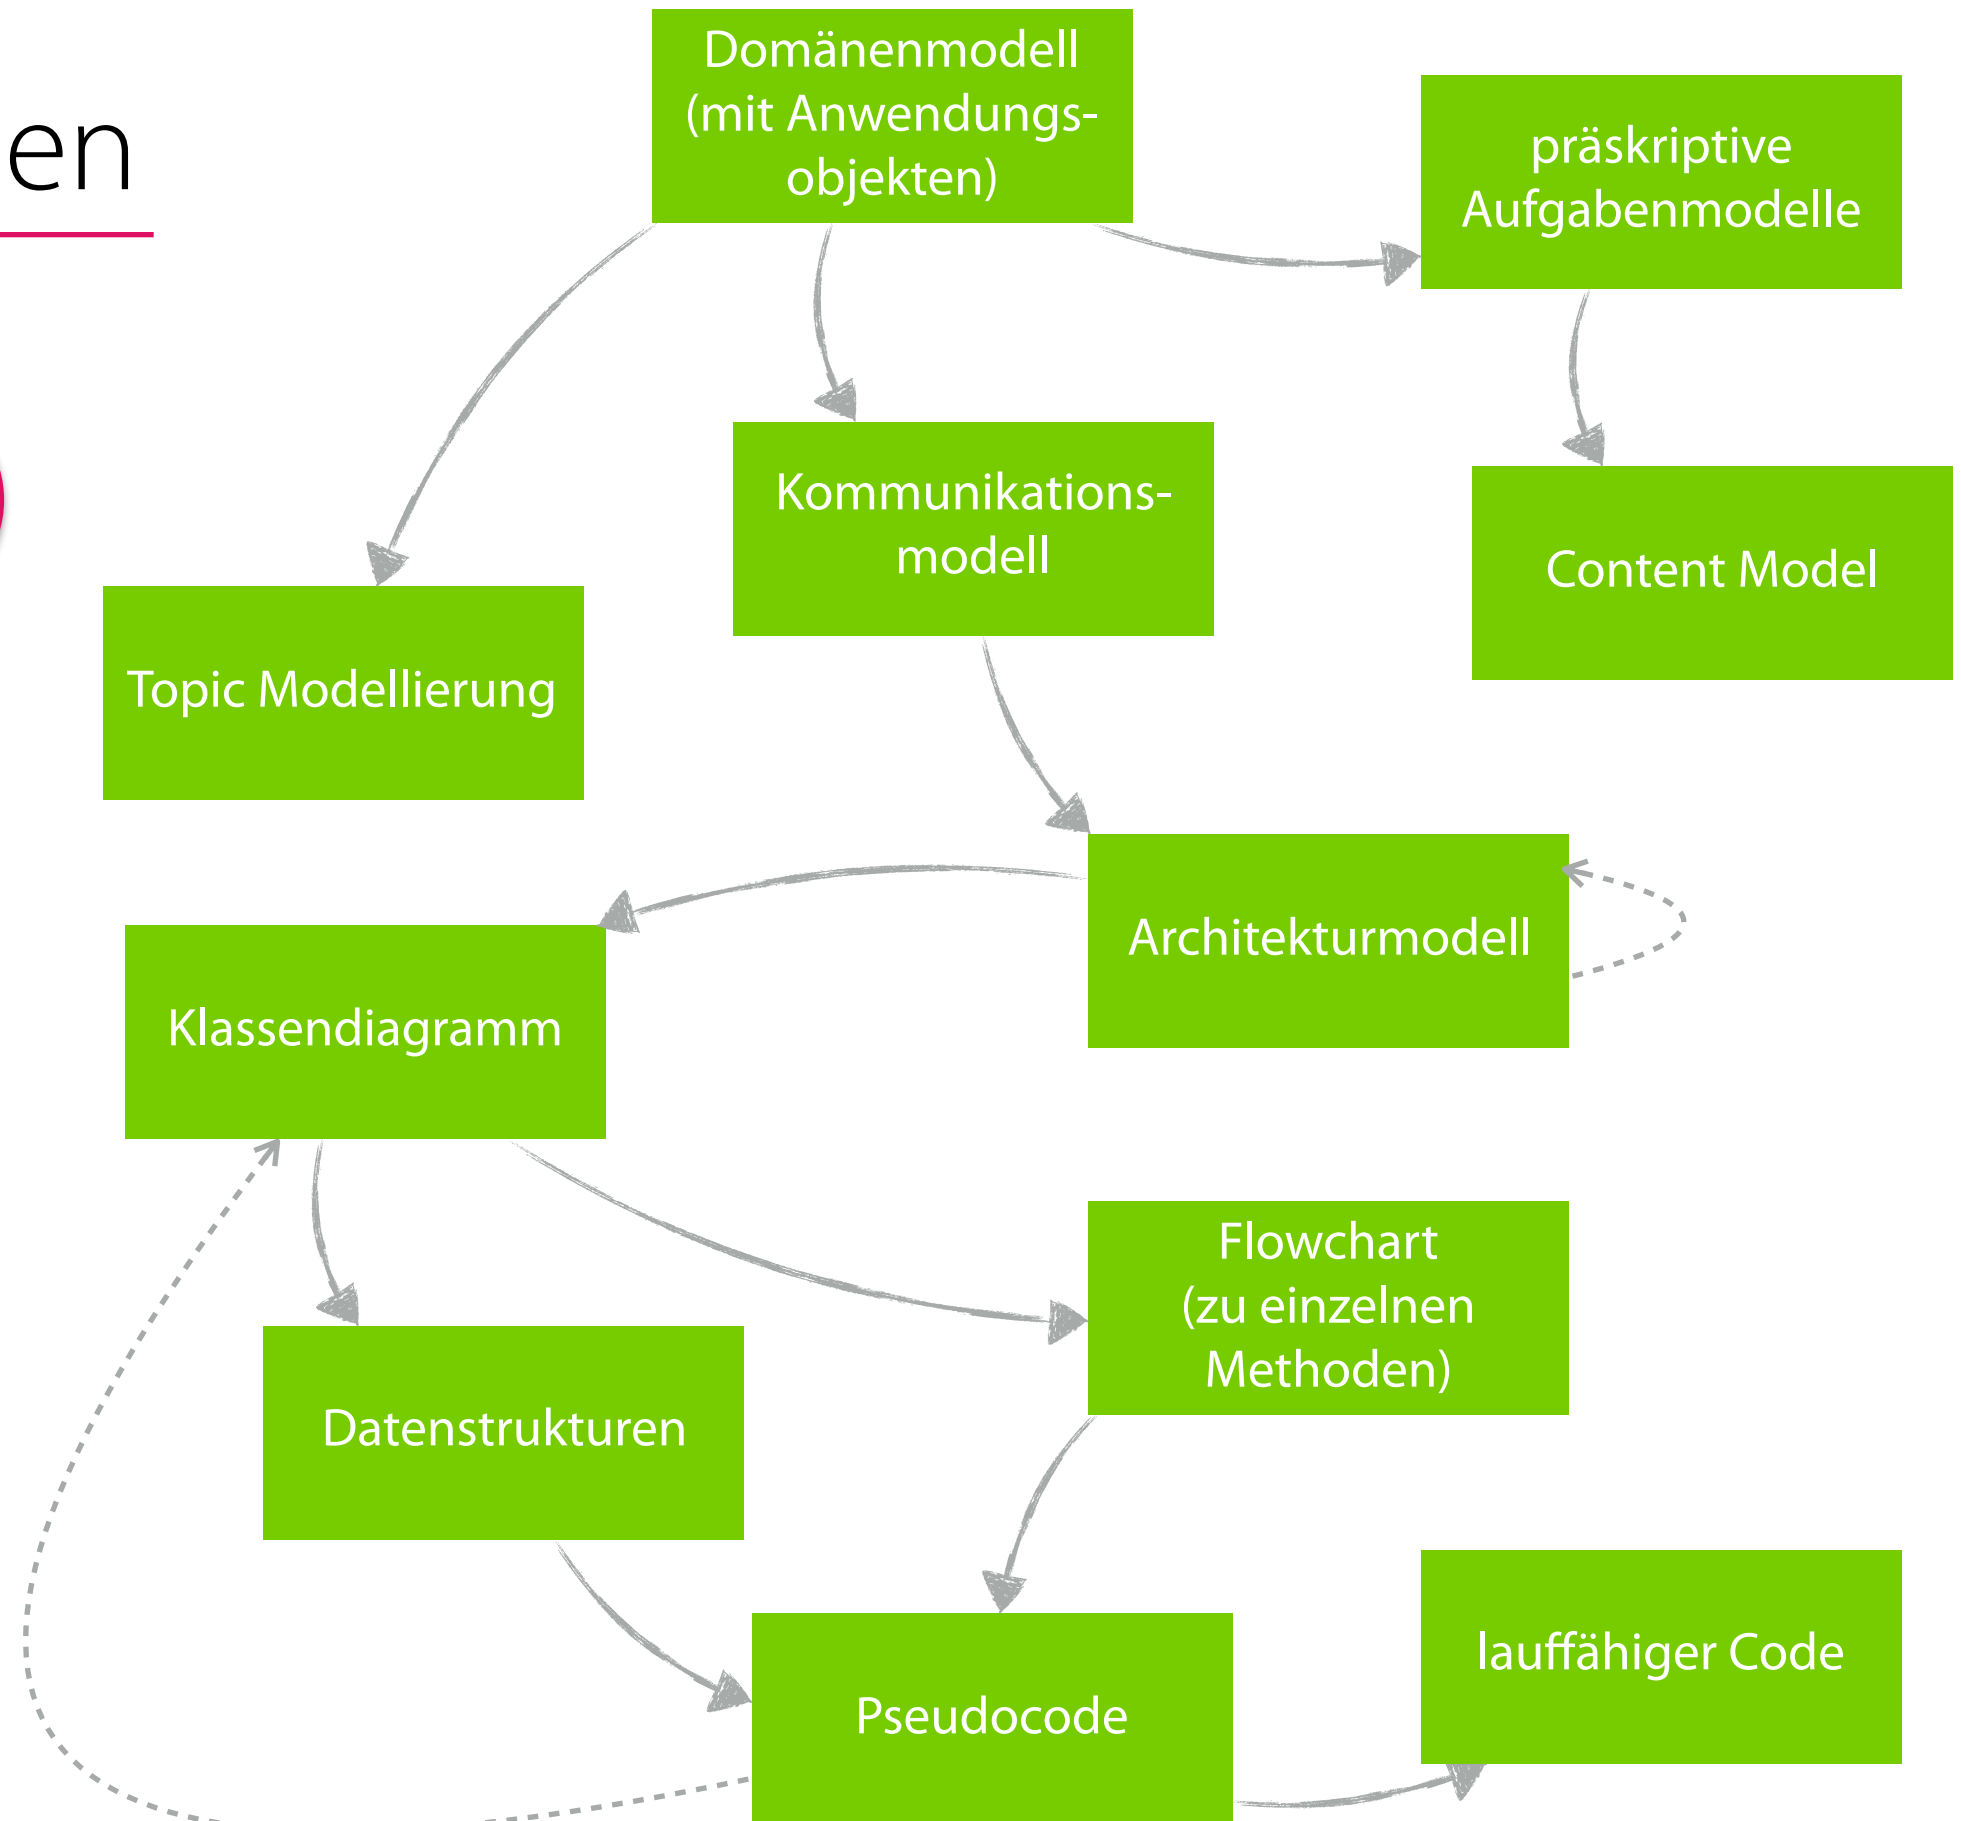 Domänenmodell
(mit Anwendungs-
objekten)
en
präskriptive
Aufgabenmodelle
Kommunikations-
modell
Content Model
Topic Modellierung
Architekturmodell
Klassendiagramm
Flowchart
(zu einzelnen
Methoden)
Datenstrukturen
lauffähiger Code
Pseudocode